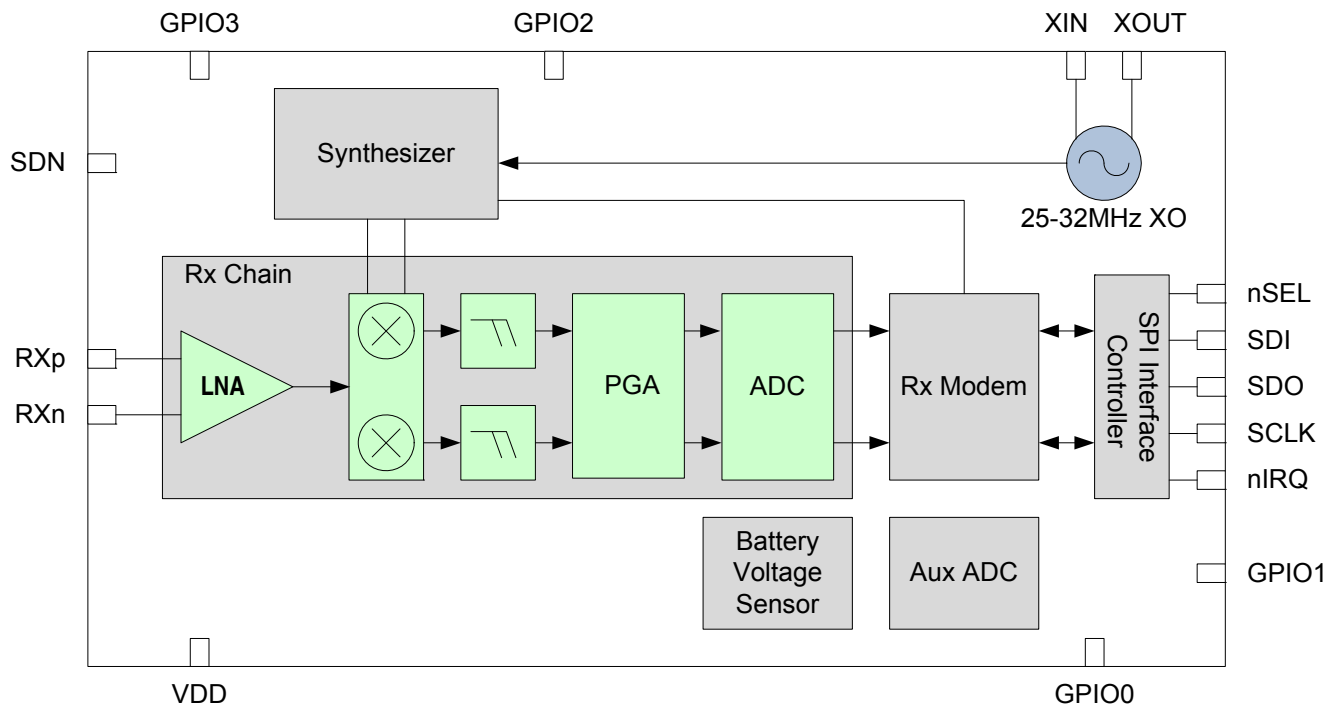 GPIO3
GPIO2
XIN
XOUT
SDN
Synthesizer
25-32MHz XO
Rx Chain
nSEL
SDI
SDO
SCLK
nIRQ
RXp
RXn
LNA
PGA
ADC
Rx Modem
SPI Interface
Controller
Battery
Voltage
Sensor
Aux ADC
GPIO1
VDD
GPIO0